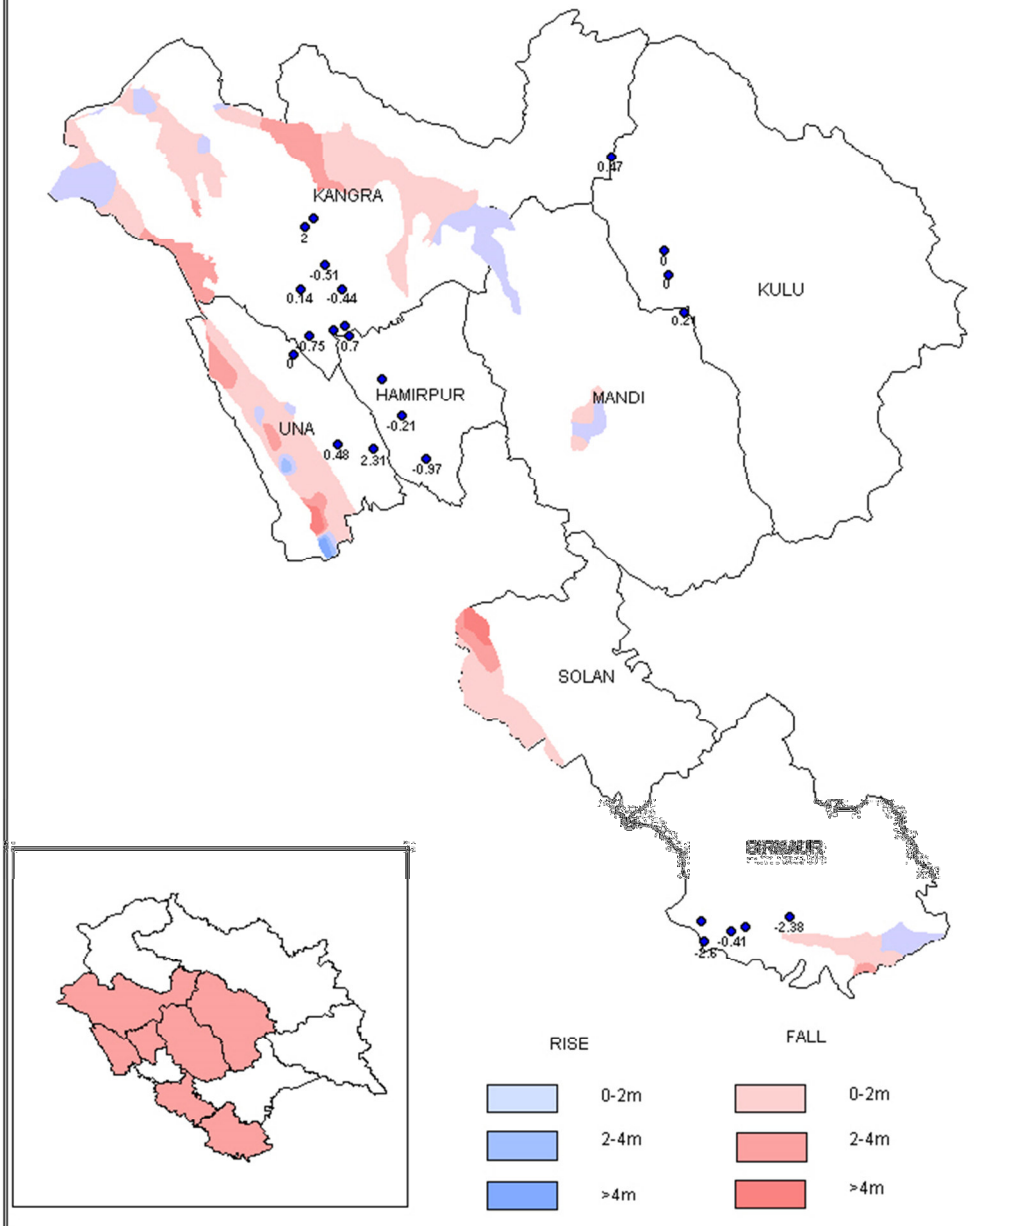 0.47
KANGRA
2
0
-0.51
0
KULU
0.14
-0.44
0.21
-0.75
0.7
0
HAMIRPUR
MANDI
-0.21
UNA
0.48
2.31
-0.97
SOLAN
SIRMAUR
-2.38
-0.41
-2.6
RISE
FALL
0-2m
0-2m
2-4m
2-4m
>4m
>4m